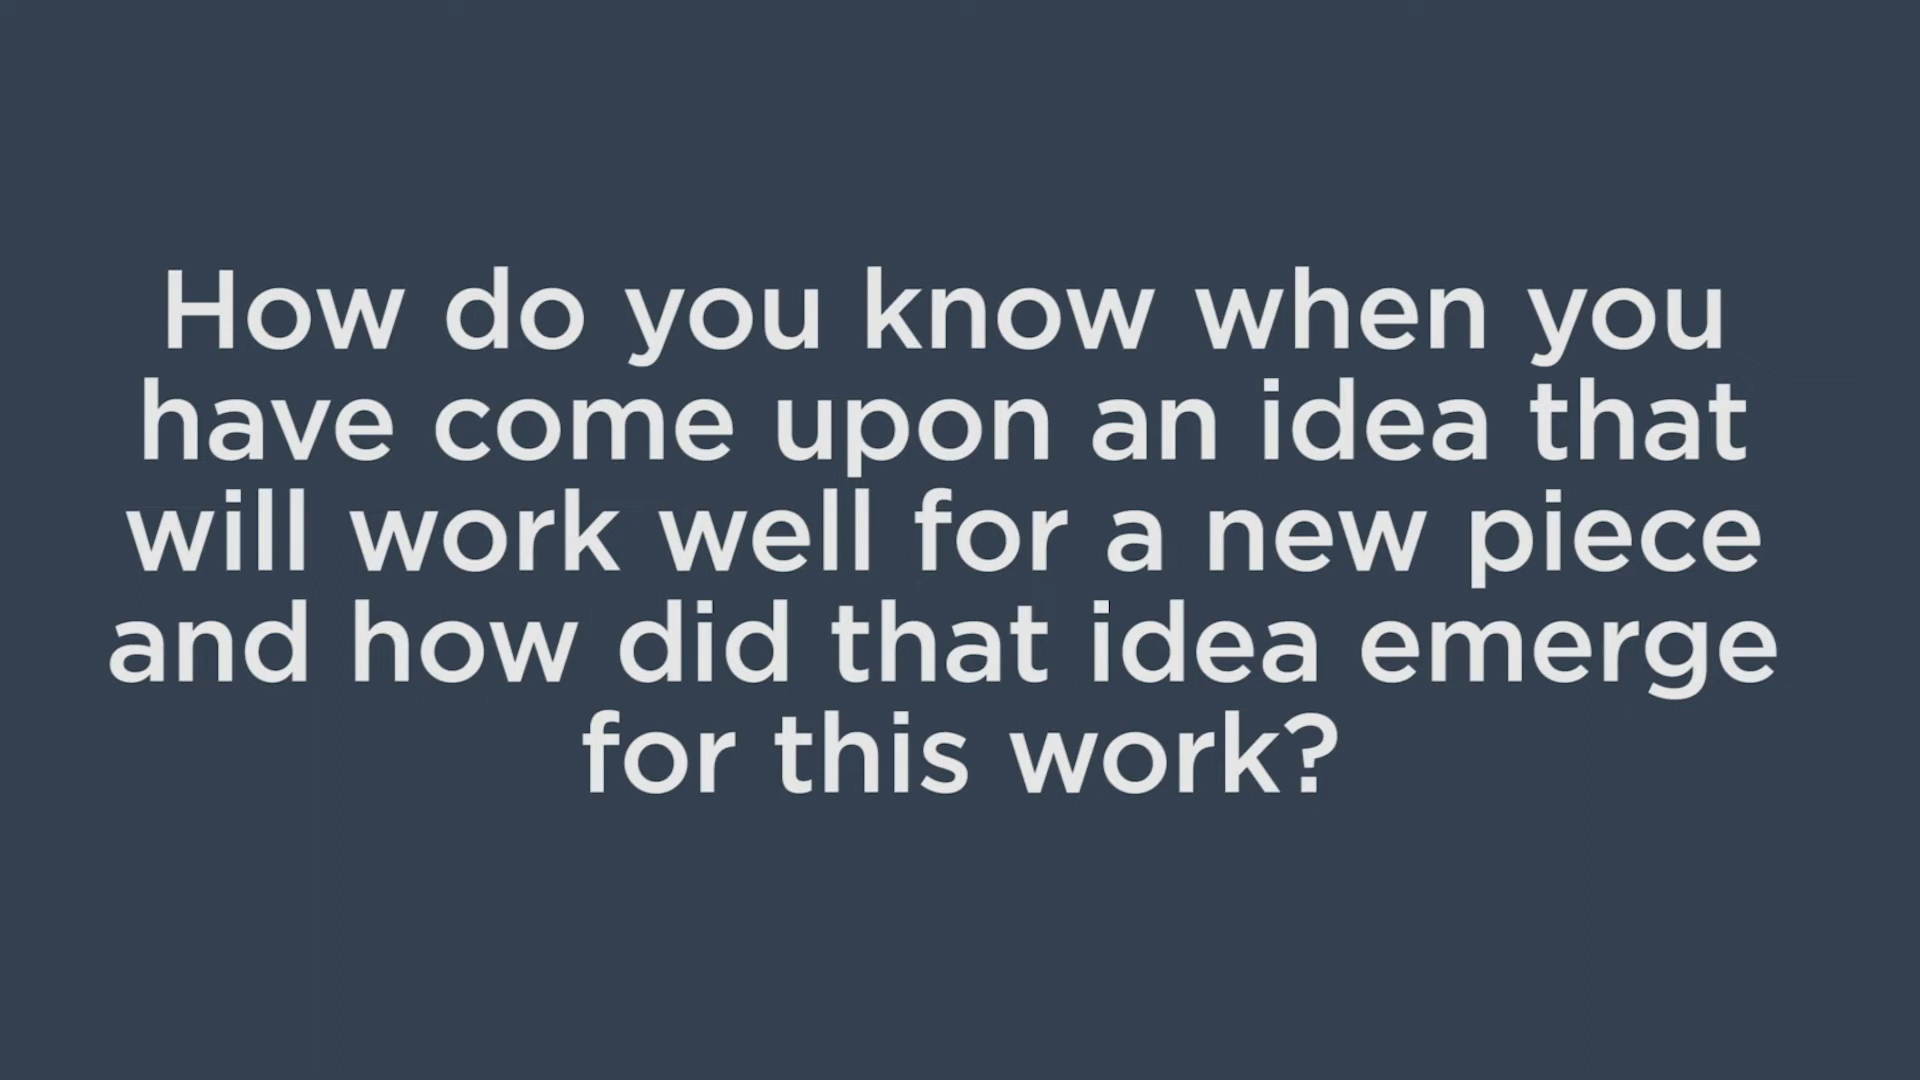 How do you know when you
have come upon an idea that
will work well for a new piece
and how did that idea emerge
for this work?